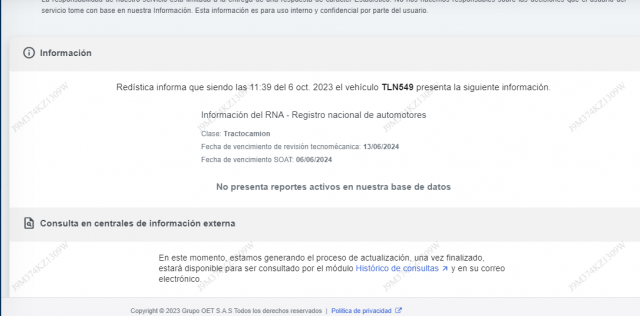 La responsabilidad de nuestro servicio está limitada a la entrega de una respuesta de carácter Estadístico. No nos hacemos responsables sobre las decisiones que el usuario del
servicio tome con base en nuestra Información. Esta información es para uso interno y confidencial por parte del usuario.
Información
Redística informa que siendo las 11:39 del 6 oct. 2023 el vehículo TLN549 presenta la siguiente información.
Información del RNA - Registro nacional de automotores
Clase: Tractocamion
Fecha de vencimiento de revisión tecnomécanica: 13/06/2024
Fecha de vencimiento SOAT: 06/06/2024
No presenta reportes activos en nuestra base de datos
Consulta en centrales de información externa
En este momento, estamos generando el proceso de actualización, una vez finalizado,
estará disponible para ser consultado por el módulo Histórico de consultas y en su correo
electrónico.
Copyright © 2023 Grupo OET S.A.S Todos los derechos reservados | Política de privacidad